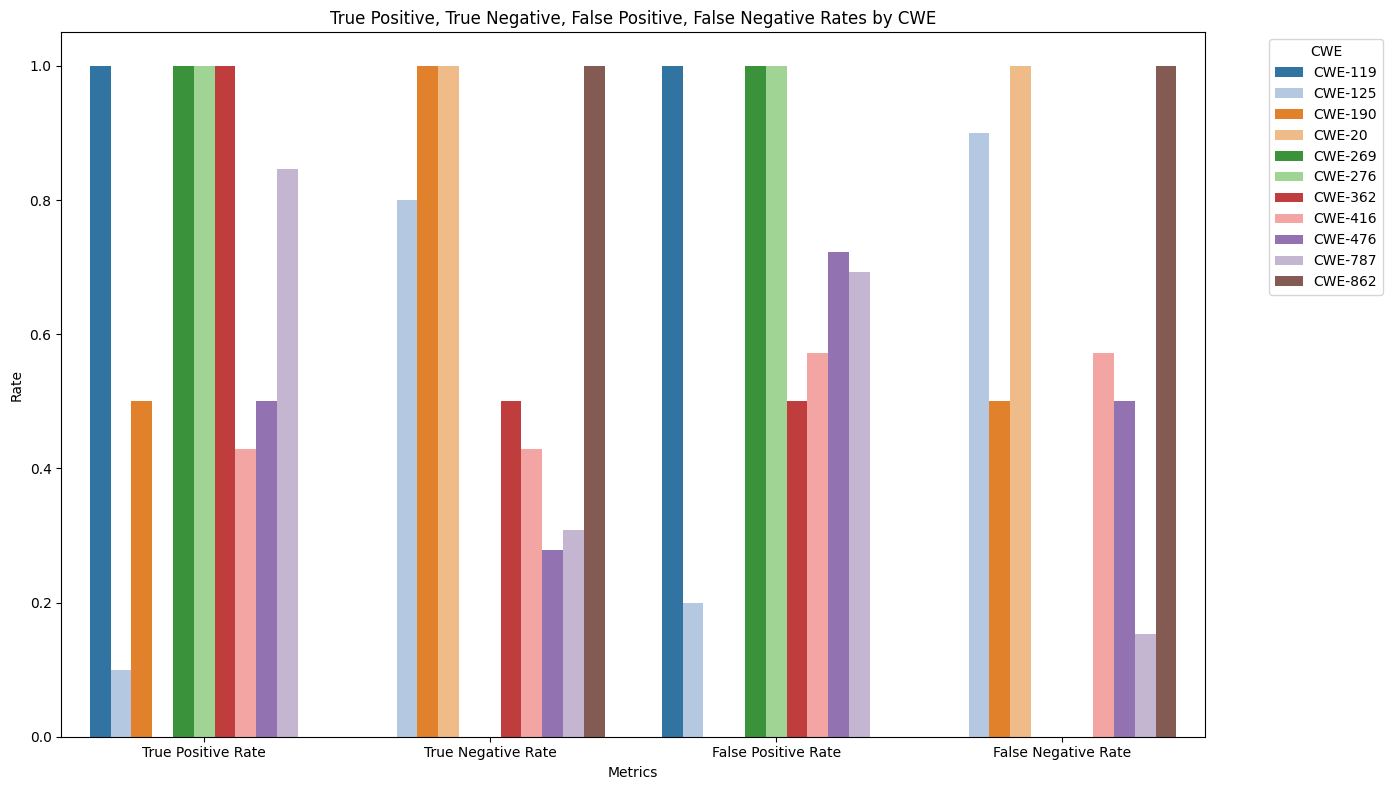 True Positive, True Negative, False Positive, False Negative Rates by CWE
CWE
CWE-119
CWE-125
CWE-190
CWE-20
CWE-269
CWE-276
CWE-362
CWE-416
CWE-476
CWE-787
CWE-862
Rate
1.0
0.8
0.6
0.4
0.2
0.0
True Positive Rate
True Negative Rate
False Positive Rate
False Negative Rate
Metrics